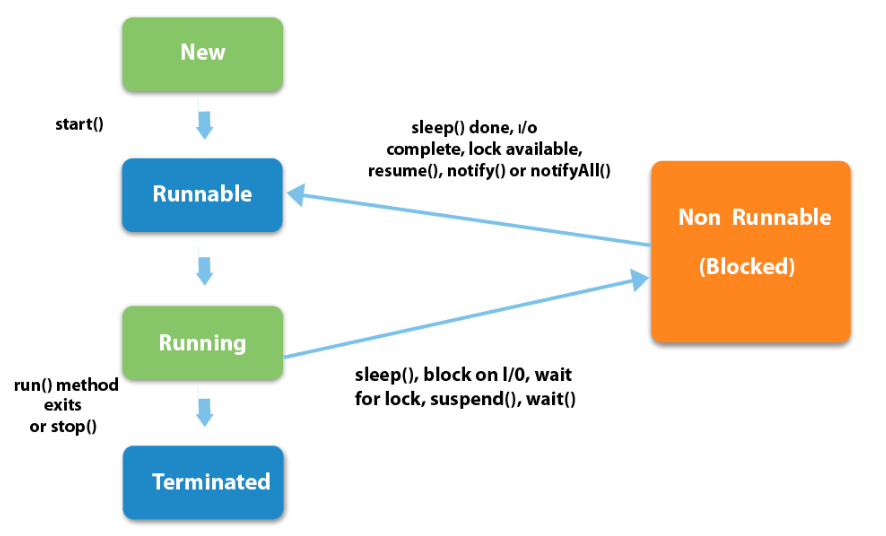 New
start()
sleep() done, i/o
complete, lock available,
resume(), notify() or notifyAll()
Runnable
Non Runnable
(Blocked)
Running
sleep(), block on I/0, wait
for lock, suspend(), wait()
run() method
exits
or stop()
Terminated